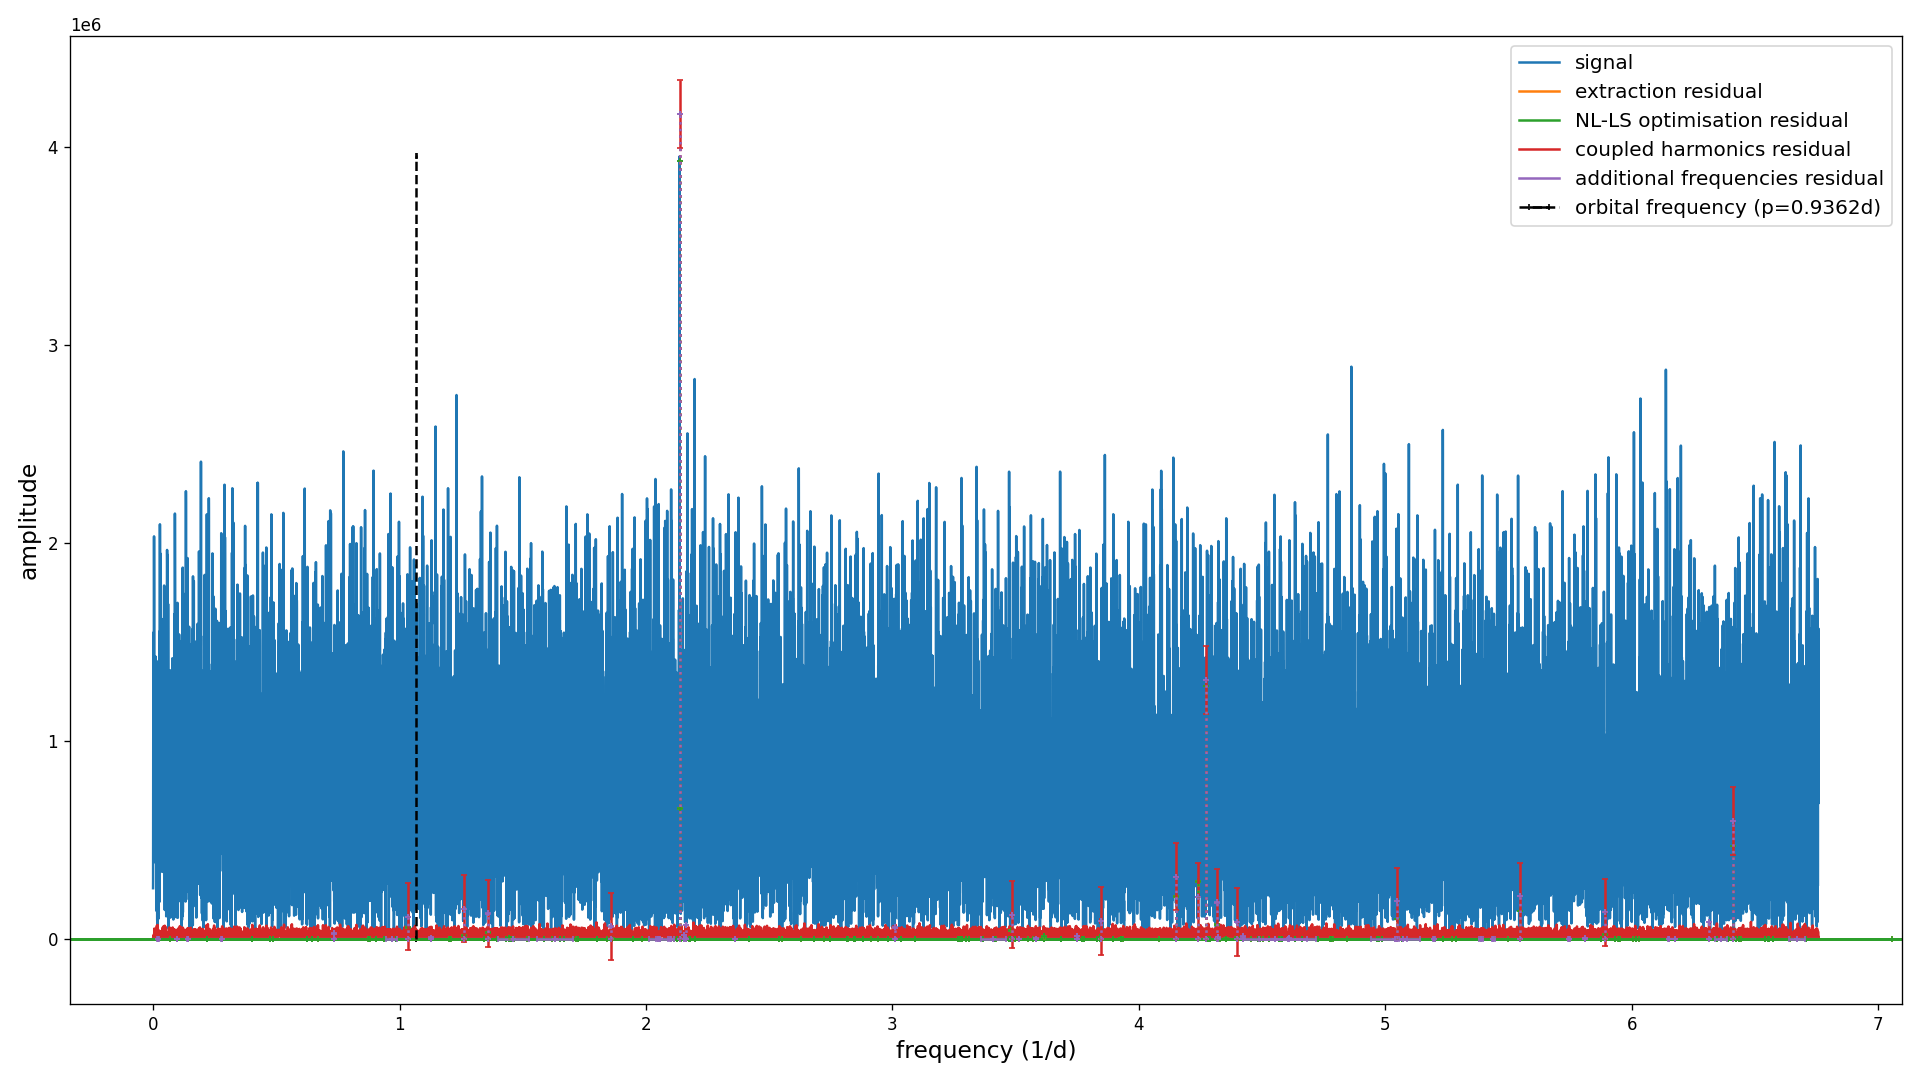 1e6
signal
extraction residual
NL-LS optimisation residual
coupled harmonics residual
additional frequencies residual
orbital frequency (p=0.9362d)
4
3
2
1
0
amplitude
0 1 2 3 4 5 6 7
frequency (1/d)